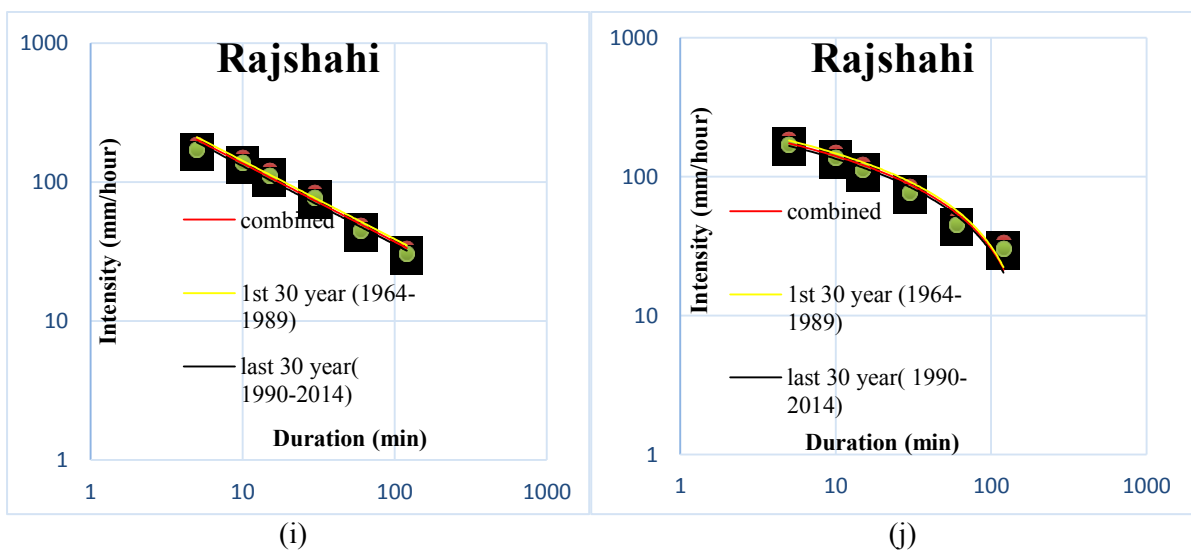 Rajshahi
1000
100
10
1
Intensity (mm/hour)
combined
1st 30 year (1964-
1989)
last 30 year(
1990-2014)
Duration (min)
1
10
100
1000
(i)
Rajshahi
1000
100
10
1
Intensity (mm/hour)
combined
1st 30 year (1964-
1989)
last 30 year( 1990-
2014)
Duration (min)
1
10
100
1000
(j)